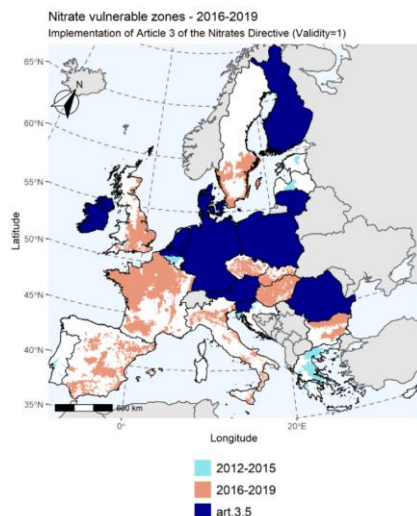 Nitrate vulnerable zones - 2016-2019
Implementation of Article 3 of the Nitrates Directive (Validity=1)
65°N
N
60°N
55°N
50°N
45°N
40°N
35°N
Latitude
600 km
0°
20°E
Longitude
2012-2015
2016-2019
art.3.5